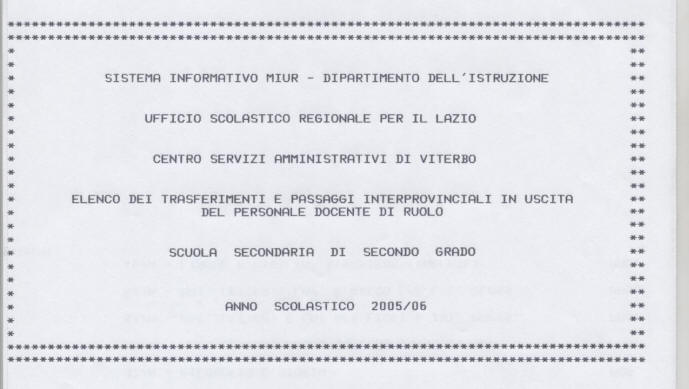 SISTEMA INFORMATIVO MIUR - DIPARTIMENTO DELL'ISTRUZIONE
UFFICIO SCOLASTICO REGIONALE PER IL LAZIO
CENTRO SERVIZI AMMINISTRATIVI DI VITERBO
ELENCO DEI TRASFERIMENTI E PASSAGGI INTERPROVINCIALI IN USCITA
DEL PERSONALE DOCENTE DI RUOLO
SCUOLA SECONDARIA DI SECONDO GRADO
ANNO SCOLASTICO 2005/06